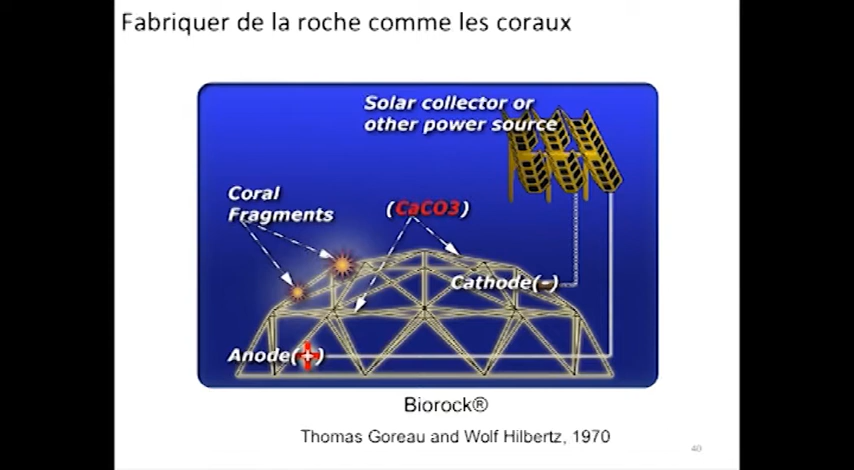 Fabriquer de la roche comme les coraux
Solar collector or
other power source
Coral
Fragments
(CaCO3)
Cathode(-)
Anode(+)
Biorock®
Thomas Goreau and Wolf Hilbertz, 1970
40